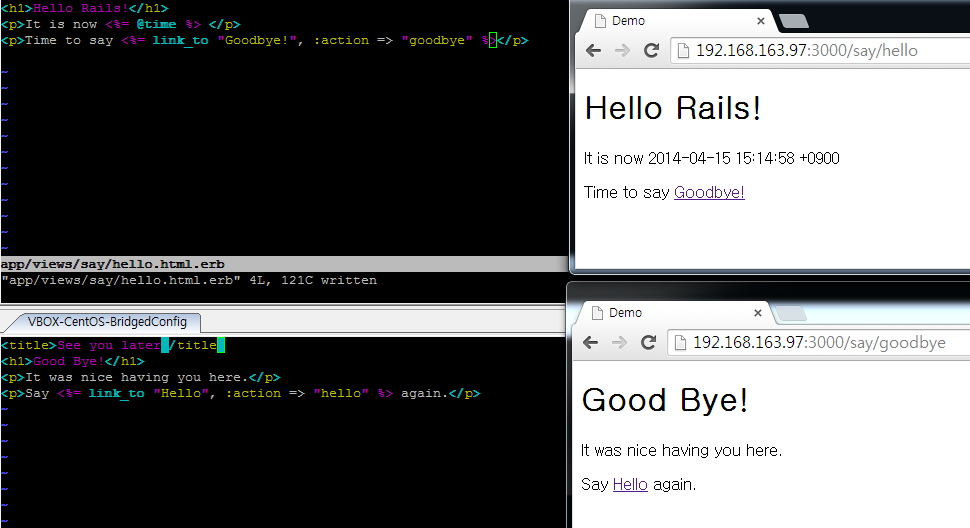 <h1>Hello Rails!</h1>
<p>It is now <%= @time %> </p>
<p>Time to say <%= link_to "Goodbye!", :action => "goodbye" %></p>
~
~
~
~
~
~
~
~
~
~
~
~
app/views/say/hello.html.erb
"app/views/say/hello.html.erb" 4L, 121C written
VBOX-CentOS-BridgedConfig
<title>See you later</title>
<h1>Good Bye!</h1>
<p>It was nice having you here.</p>
<p>Say <%= link_to "Hello", :action => "hello" %> again.</p>
~
~
~
~
~
~
~
~
Demo
192.168.163.97:3000/say/hello
Hello Rails!
It is now 2014-04-15 15:14:58 +0900
Time to say Goodbye!
Demo
192.168.163.97:3000/say/goodbye
Good Bye!
It was nice having you here.
Say Hello again.